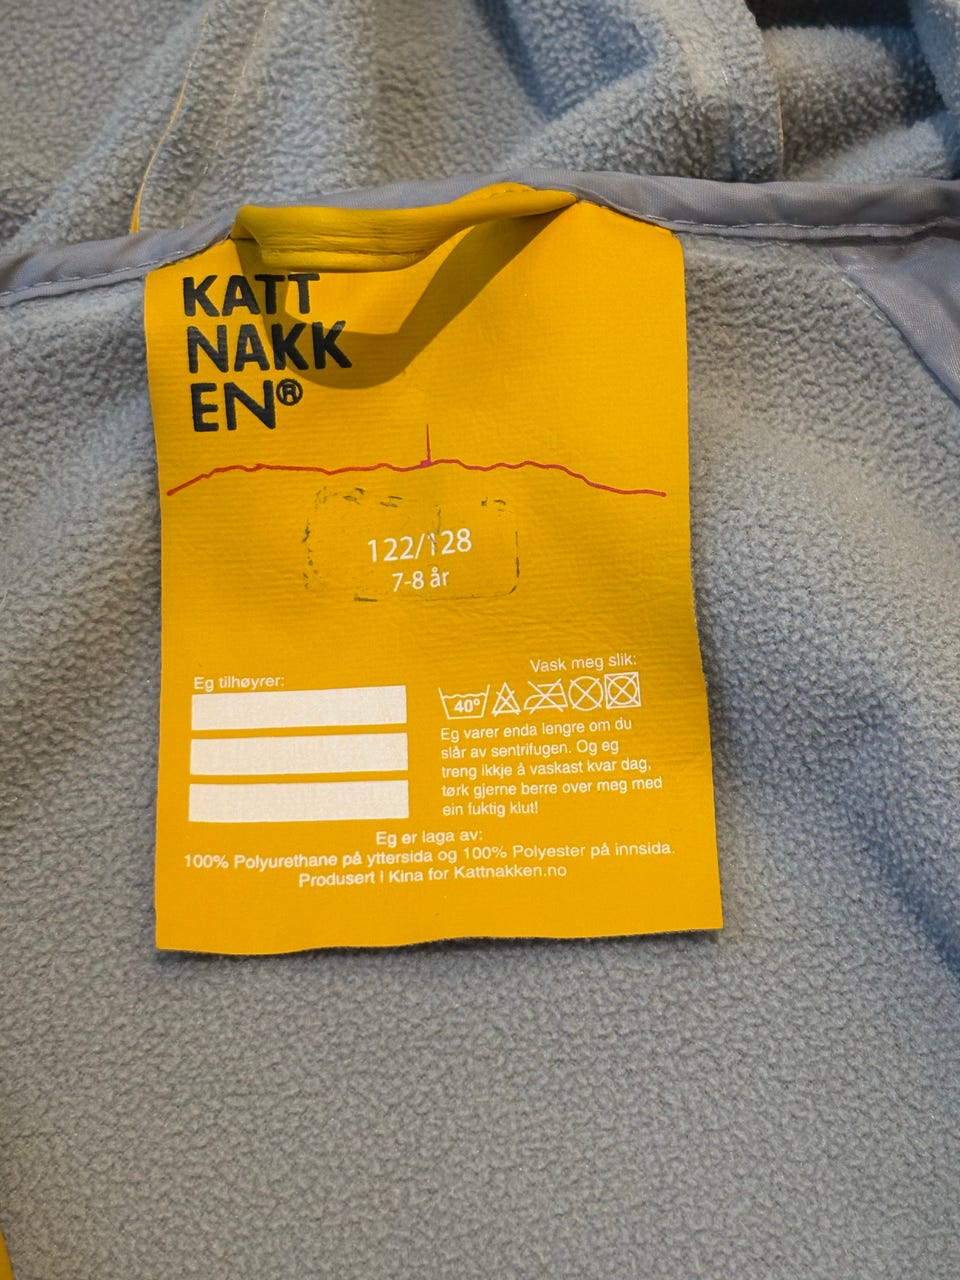 KATT
NAKK
EN®
122/128
7-8 år
Eg tilhøyrer:
Vask meg slik:
40°
Eg varer enda lengre om du
slår av sentrifugen. Og eg
treng ikkje å vaskast kvar dag,
tørk gjerne berre over meg med
ein fuktig klut!
Eg er laga av:
100% Polyurethane på yttersida og 100% Polyester på innsida.
Produsert i Kina for Kattnakken.no